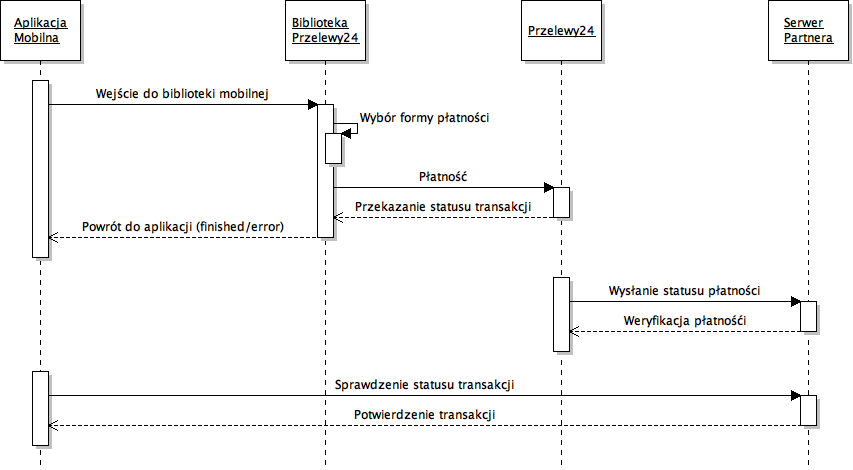 Aplikacja
Mobilna
Biblioteka
Przelewy24
Przelewy24
Serwer
Partnera
Wejście do biblioteki mobilnej
Wybór formy płatności
Płatność
Przekazanie statusu transakcji
Powrót do aplikacji (finished/error)
Wysłanie statusu płatności
Weryfikacja płatnośći
Sprawdzenie statusu transakcji
Potwierdzenie transakcji